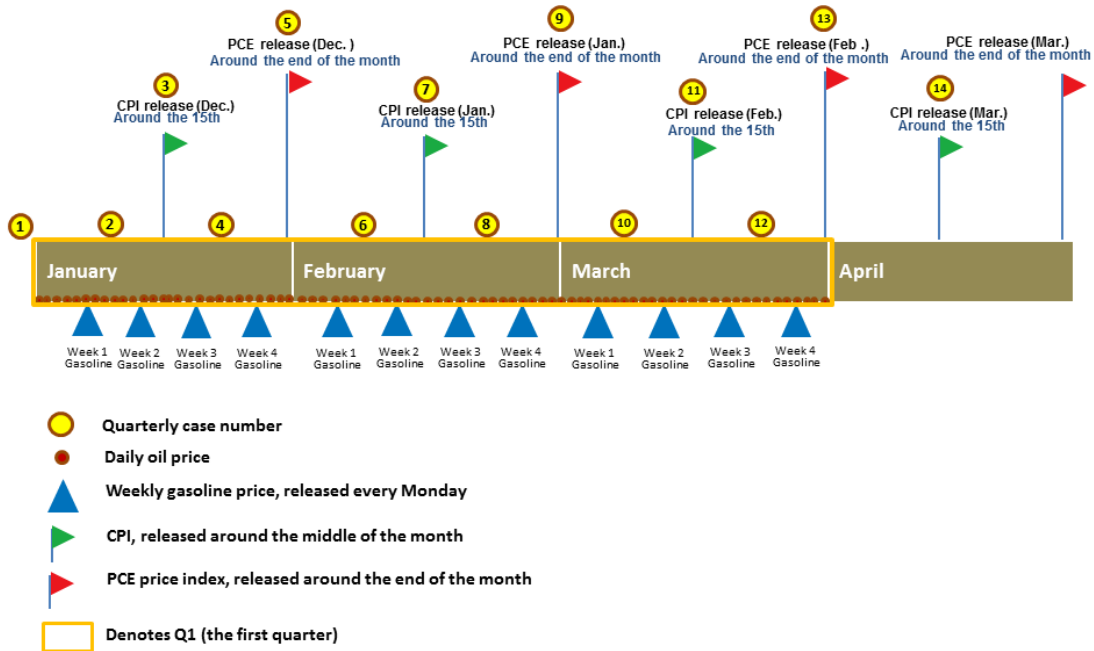 5
PCE release (Dec. )
Around the end of the month
9
PCE release (Jan.)
Around the end of the month
13
PCE release (Feb .)
Around the end of the month
PCE release (Mar.)
Around the end of the month
3
CPI release (Dec.)
Around the 15th
7
CPI release (Jan.)
Around the 15th
11
CPI release (Feb.)
Around the 15th
14
CPI release (Mar.)
Around the 15th
1
2
4
6
8
10
12
January
February
March
April
Week 1
Gasoline
Week 2
Gasoline
Week 3
Gasoline
Week 4
Gasoline
Week 1
Gasoline
Week 2
Gasoline
Week 3
Gasoline
Week 4
Gasoline
Week 1
Gasoline
Week 2
Gasoline
Week 3
Gasoline
Week 4
Gasoline
Quarterly case number
Daily oil price
Weekly gasoline price, released every Monday
CPI, released around the middle of the month
PCE price index, released around the end of the month
Denotes Q1 (the first quarter)